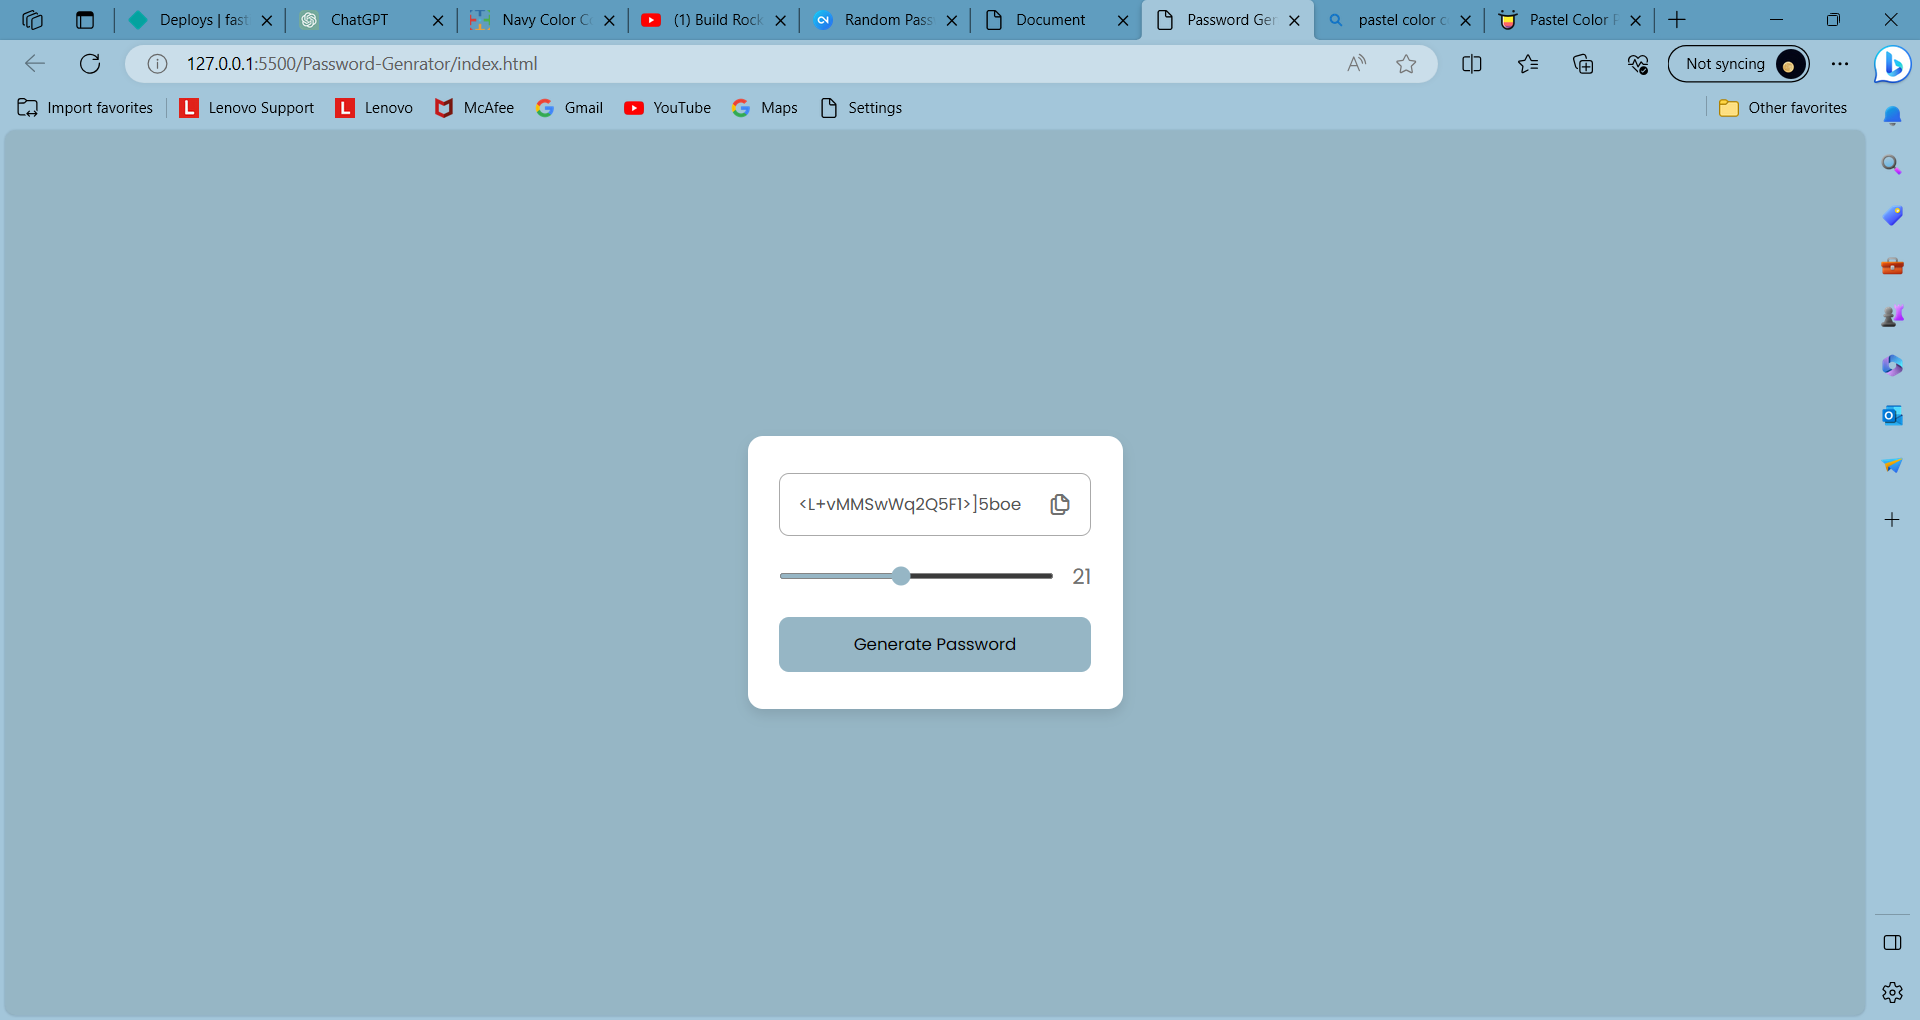 Deploys | fast
ChatGPT
Navy Color Co
(1) Build Rock
Random Pass
Document
Password Ger
pastel color c
Pastel Color P
127.0.0.1:5500/Password-Genrator/index.html
Not syncing
Import favorites
Lenovo Support
Lenovo
McAfee
Gmail
YouTube
Maps
Settings
Other favorites
<L+vMMSwWq2Q5F1>]5boe
21
Generate Password